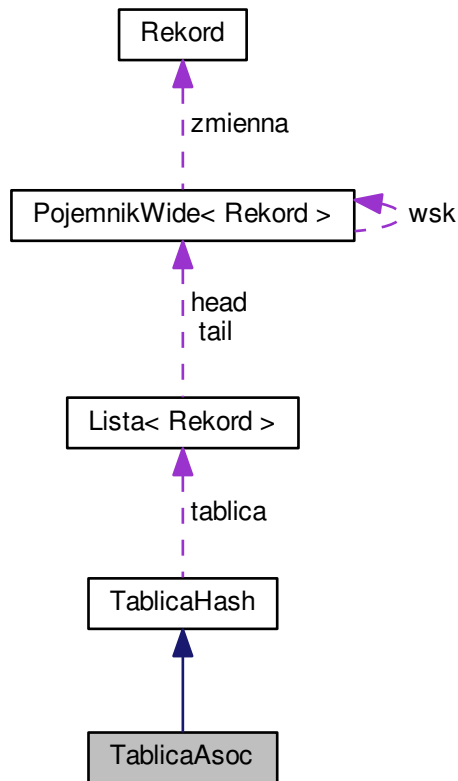 Rekord
zmienna
PojemnikWide< Rekord >
wsk
head
tail
Lista< Rekord >
tablica
TablicaHash
TablicaAsoc